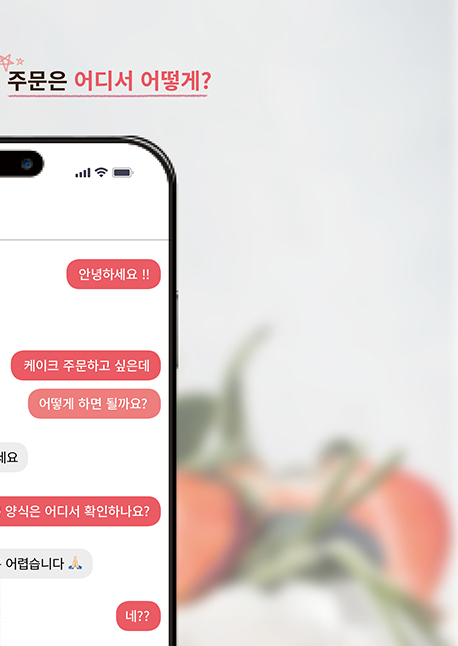 주문은 어디서 어떻게?
안녕하세요 !!
케이크 주문하고 싶은데
어떻게 하면 될까요?
세요
양식은 어디서 확인하나요?
어렵습니다 🙏🏻
네??